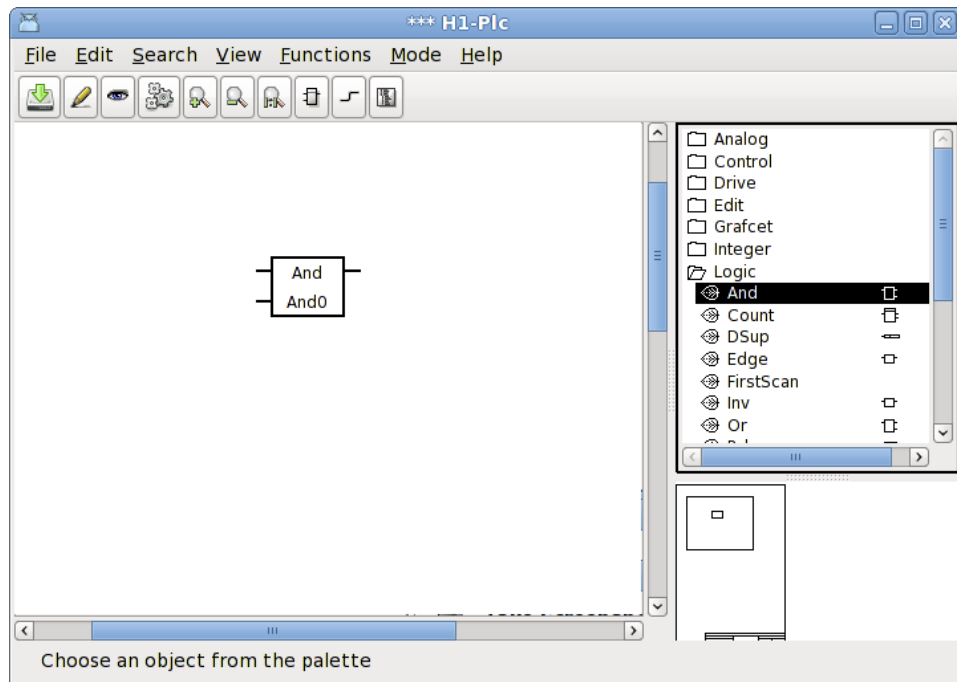 *** H1-Plc
File Edit Search View Functions Mode Help
And
And0
Analog
Control
Drive
Edit
Grafcet
Integer
Logic
And
Count
DSup
Edge
FirstScan
Inv
Or
Choose an object from the palette